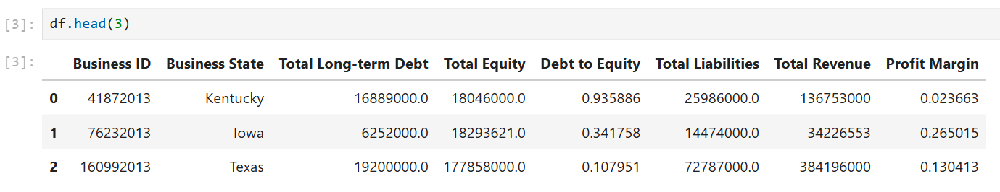 [3]: df.head(3)
[3]: Business ID Business State Total Long-term Debt Total Equity Debt to Equity Total Liabilities Total Revenue Profit Margin
0 41872013 Kentucky 16889000.0 18046000.0 0.935886 25986000.0 136753000 0.023663
1 76232013 Iowa 6252000.0 18293621.0 0.341758 14474000.0 34226553 0.265015
2 160992013 Texas 19200000.0 177858000.0 0.107951 72787000.0 384196000 0.130413